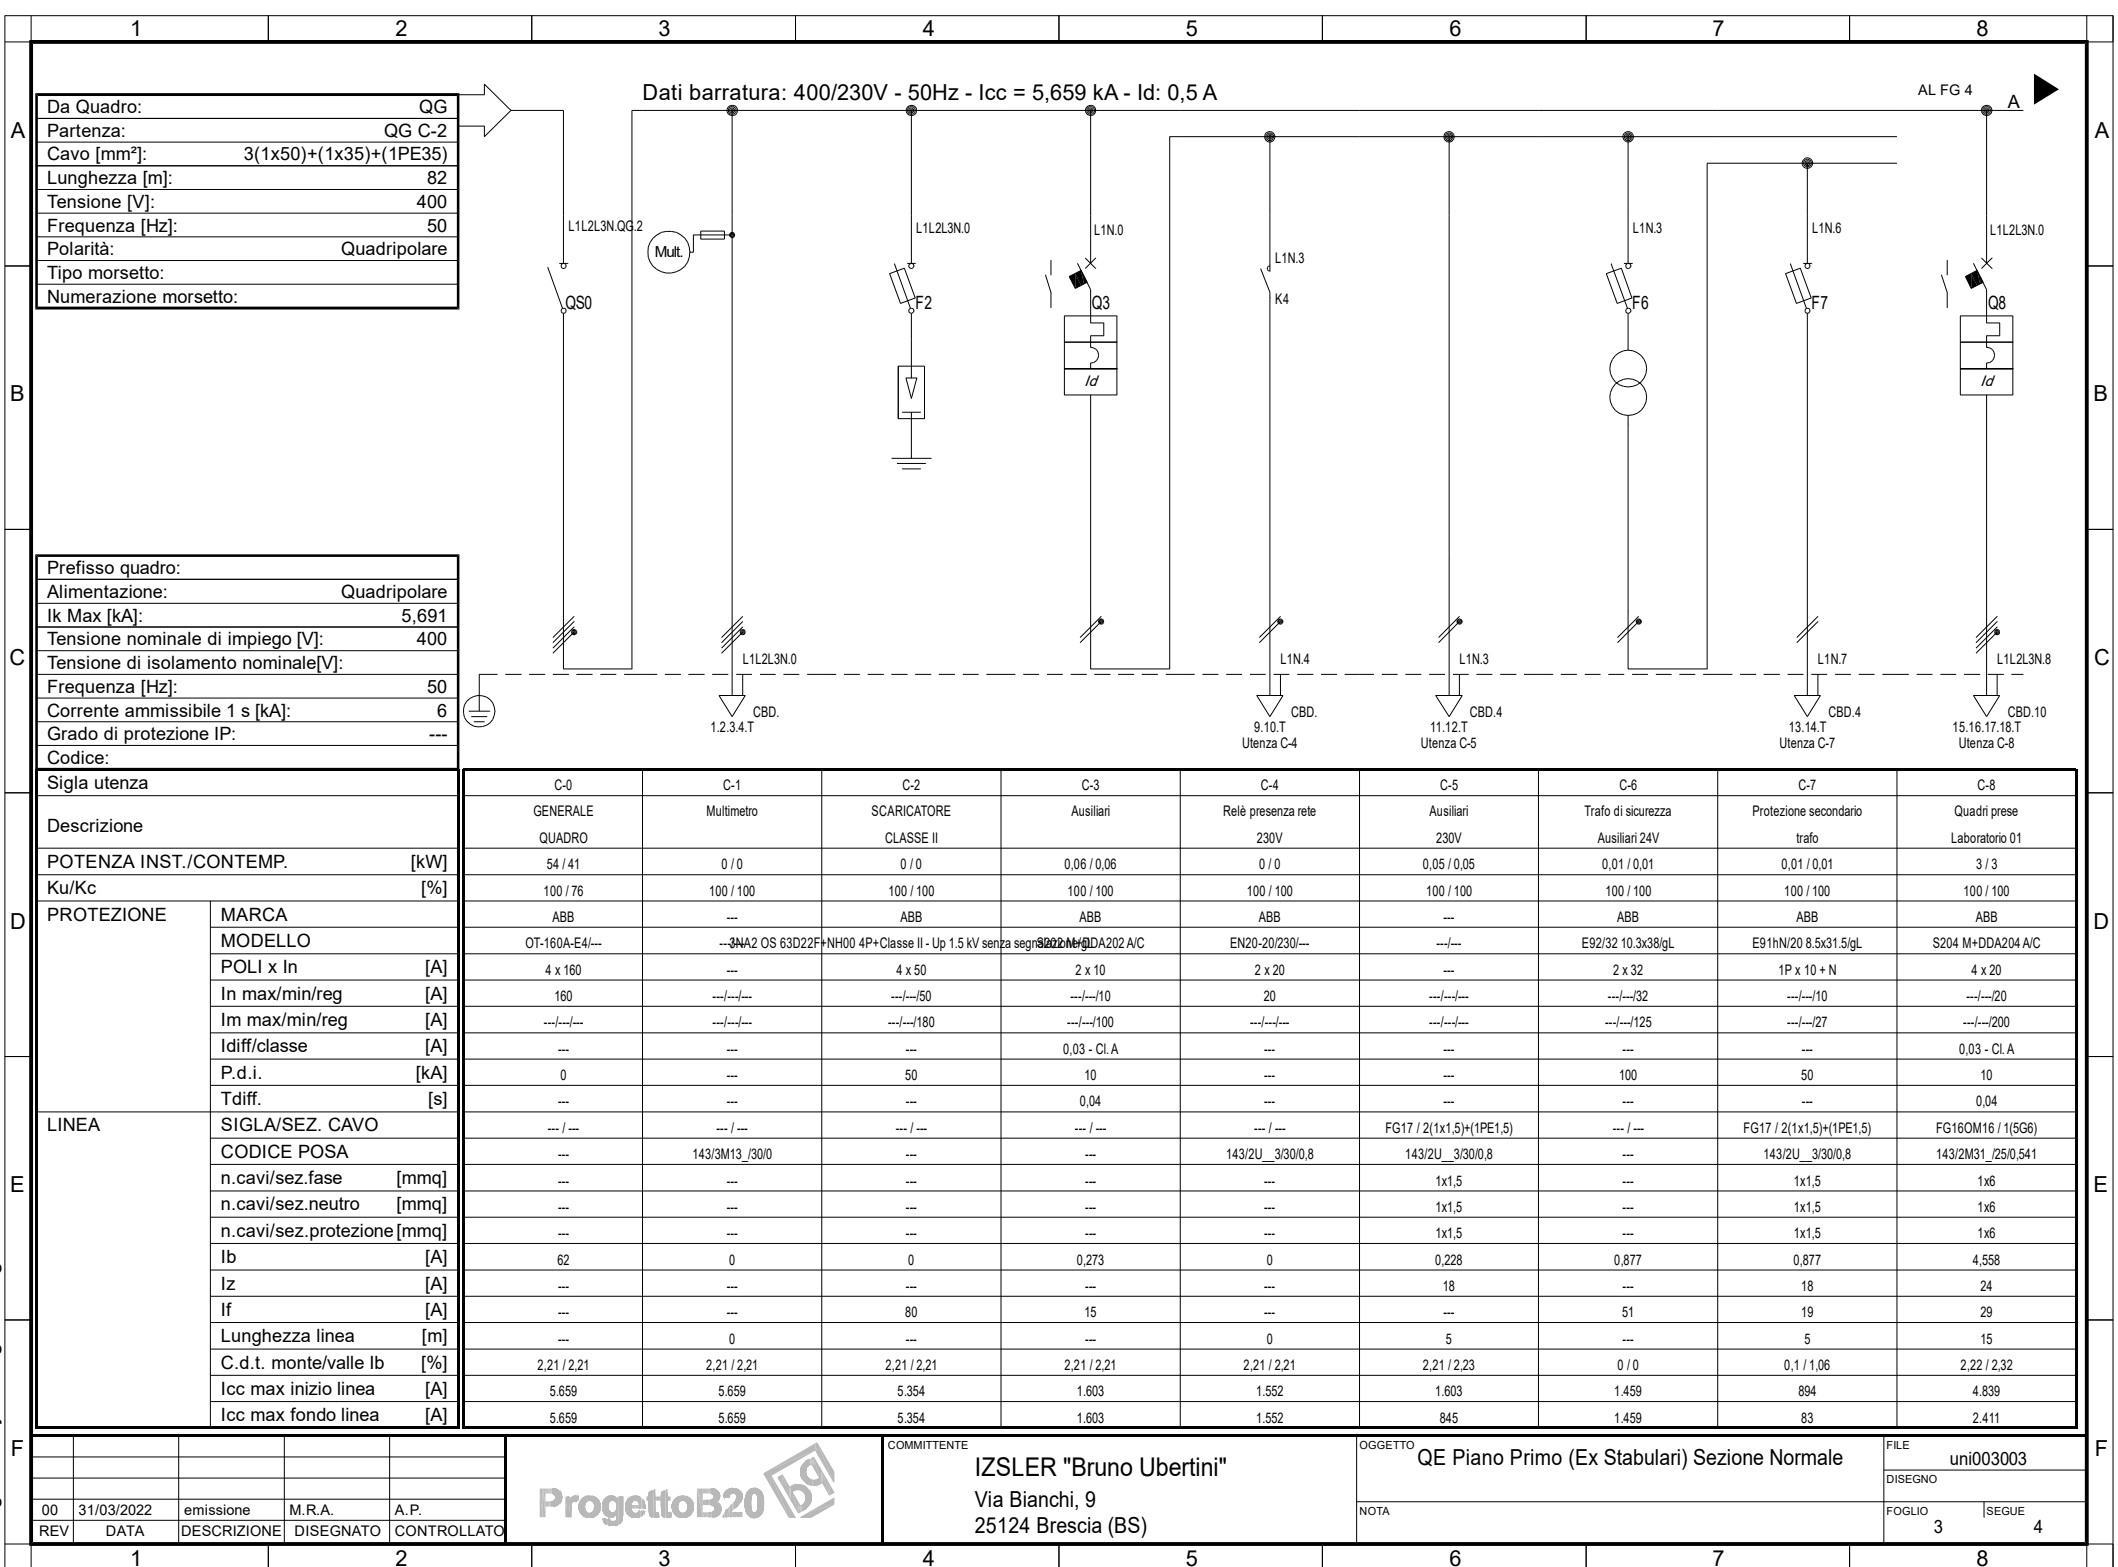 1 2 3 4 5 6 7 8
Dati barratura: 400/230V - 50Hz - Icc = 5,659 kA - Id: 0,5 A
AL FG 4 A
A A
Da Quadro: QG
Partenza: QG C-2
Cavo [mm²]: 3(1x50)+(1x35)+(1PE35)
Lunghezza [m]: 82
Tensione [V]: 400
Frequenza [Hz]: 50
Polarità: Quadripolare
Tipo morsetto:
Numerazione morsetto:
L1L2L3N.QG.2 L1L2L3N.0 L1N.0 L1N.3 L1N.6 L1L2L3N.0
Mult.
L1N.3
QS0 F2 Q3 K4 F6 F7 Q8
Id Id
B B
Prefisso quadro:
Alimentazione: Quadripolare
Ik Max [kA]: 5,691
Tensione nominale di impiego [V]: 400
Tensione di isolamento nominale[V]:
Frequenza [Hz]: 50
Corrente ammissibile 1 s [kA]: 6
Grado di protezione IP: ---
Codice:
C C
L1L2L3N.0 L1N.4 L1N.3 L1N.7 L1L2L3N.8
CBD. CBD. CBD.4 CBD.4 CBD.10
1.2.3.4.T 9.10.T 11.12.T 13.14.T 15.16.17.18.T
Utenza C-4 Utenza C-5 Utenza C-7 Utenza C-8
Sigla utenza C-0 C-1 C-2 C-3 C-4 C-5 C-6 C-7 C-8
Descrizione
GENERALE Multimetro SCARICATORE Ausiliari Relè presenza rete Ausiliari Trafo di sicurezza Protezione secondario Quadri prese
QUADRO CLASSE II 230V 230V Ausiliari 24V trafo Laboratorio 01
POTENZA INST./CONTEMP. [kW] 54 / 41 0 / 0 0 / 0 0,06 / 0,06 0 / 0 0,05 / 0,05 0,01 / 0,01 0,01 / 0,01 3 / 3
Ku/Kc [%] 100 / 76 100 / 100 100 / 100 100 / 100 100 / 100 100 / 100 100 / 100 100 / 100 100 / 100
D D
PROTEZIONE MARCA ABB --- ABB ABB ABB --- ABB ABB ABB
MODELLO OT-160A-E4/--- 3NA2 OS 63D22F+NH00 4P+Classe II - Up 1.5 kV senza S202 M+DDA202 A/C EN20-20/230/--- ---/--- E92/32 10.3x38/gL E91hN/20 8.5x31.5/gL S204 M+DDA204 A/C
POLI x In [A] 4 x 160 --- 4 x 50 2 x 10 2 x 20 --- 2 x 32 1P x 10 + N 4 x 20
In max/min/reg [A] 160 ---/---/--- ---/---/50 ---/---/10 20 ---/---/--- ---/---/32 ---/---/10 ---/---/20
Im max/min/reg [A] ---/---/--- ---/---/--- ---/---/180 ---/---/100 ---/---/--- ---/---/--- ---/---/125 ---/---/27 ---/---/200
Idiff/classe [A] --- --- --- 0,03 - Cl. A --- --- --- --- 0,03 - Cl. A
P.d.i. [kA] 0 --- 50 10 --- --- 100 50 10
Tdiff. [s] --- --- --- 0,04 --- --- --- --- 0,04
LINEA SIGLA/SEZ. CAVO --- / --- --- / --- --- / --- --- / --- --- / --- FG17 / 2(1x1,5)+(1PE1,5) --- / --- FG17 / 2(1x1,5)+(1PE1,5) FG16OM16 / 1(5G6)
CODICE POSA --- 143/3M13_/30/0 --- --- 143/2U__3/30/0,8 143/2U__3/30/0,8 --- 143/2U__3/30/0,8 143/2M31_/25/0,541
E E
n.cavi/sez.fase [mmq] --- --- --- --- --- 1x1,5 --- 1x1,5 1x6
n.cavi/sez.neutro [mmq] --- --- --- --- --- 1x1,5 --- 1x1,5 1x6
n.cavi/sez.protezione [mmq] --- --- --- --- --- 1x1,5 --- 1x1,5 1x6
Ib [A] 62 0 0 0,273 0 0,228 0,877 0,877 4,558
Iz [A] --- --- --- --- --- 18 --- 18 24
If [A] --- --- 80 15 --- --- 51 19 29
Lunghezza linea [m] --- 0 --- --- 0 5 --- 5 15
C.d.t. monte/valle Ib [%] 2,21 / 2,21 2,21 / 2,21 2,21 / 2,21 2,21 / 2,21 2,21 / 2,21 2,21 / 2,23 0 / 0 0,1 / 1,06 2,22 / 2,32
Icc max inizio linea [A] 5.659 5.659 5.354 1.603 1.552 1.603 1.459 894 4.839
Icc max fondo linea [A] 5.659 5.659 5.354 1.603 1.552 845 1.459 83 2.411
F F
00 31/03/2022 emissione M.R.A. A.P.
REV DATA DESCRIZIONE DISEGNATO CONTROLLATO
ProgettoB20
COMMITTENTE
IZSLER "Bruno Ubertini"
Via Bianchi, 9
25124 Brescia (BS)
OGGETTO
QE Piano Primo (Ex Stabulari) Sezione Normale
NOTA
FILE
uni003003
DISEGNO
FOGLIO SEGUE
3 4
1 2 3 4 5 6 7 8